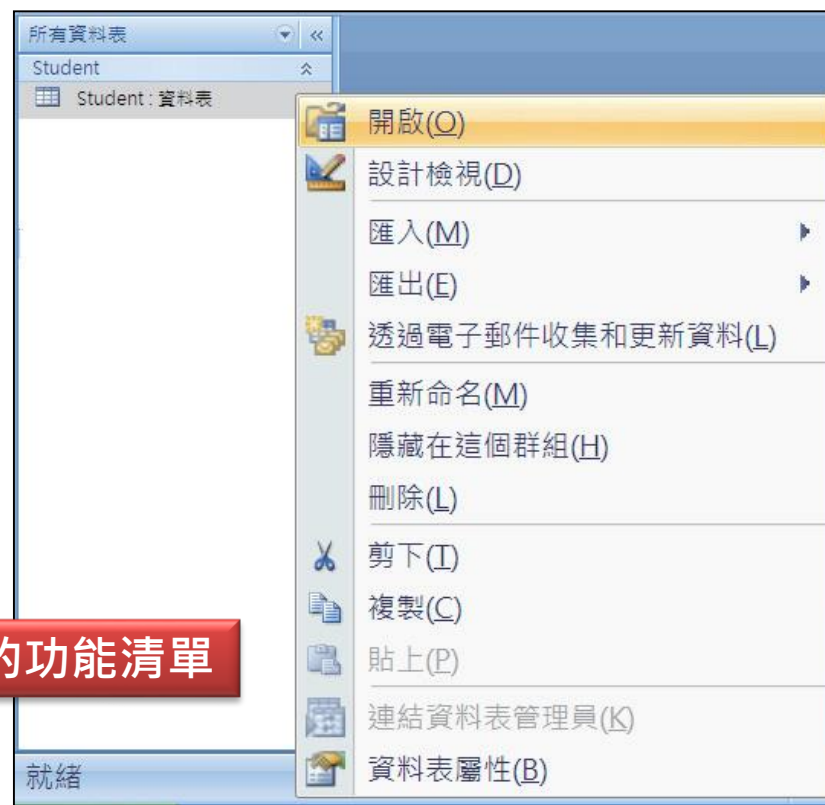 所有資料表
Student
Student : 資料表
開啟(O)
設計檢視(D)
匯入(M)
匯出(E)
透過電子郵件收集和更新資料(L)
重新命名(M)
隱藏在這個群組(H)
刪除(L)
剪下(T)
複製(C)
的功能清單
貼上(P)
連結資料表管理員(K)
資料表屬性(B)
就緒